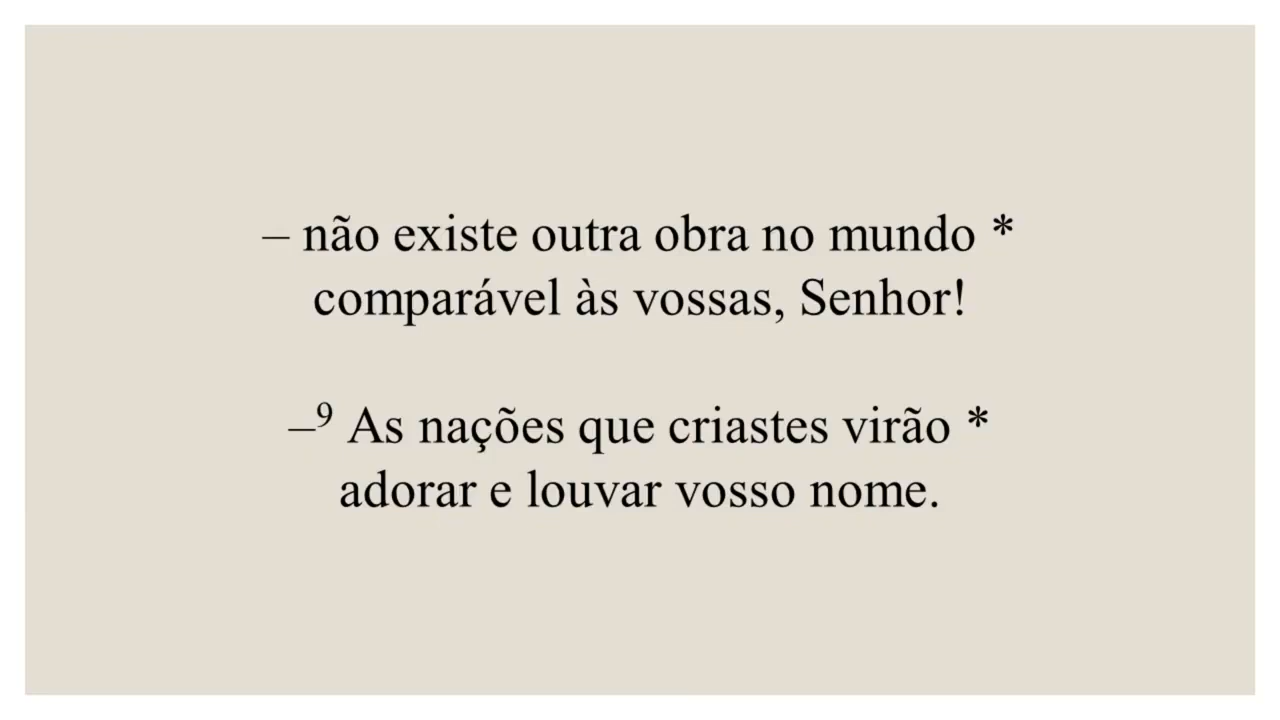 – não existe outra obra no mundo *
comparável às vossas, Senhor!
–⁹ As nações que criastes virão *
adorar e louvar vosso nome.